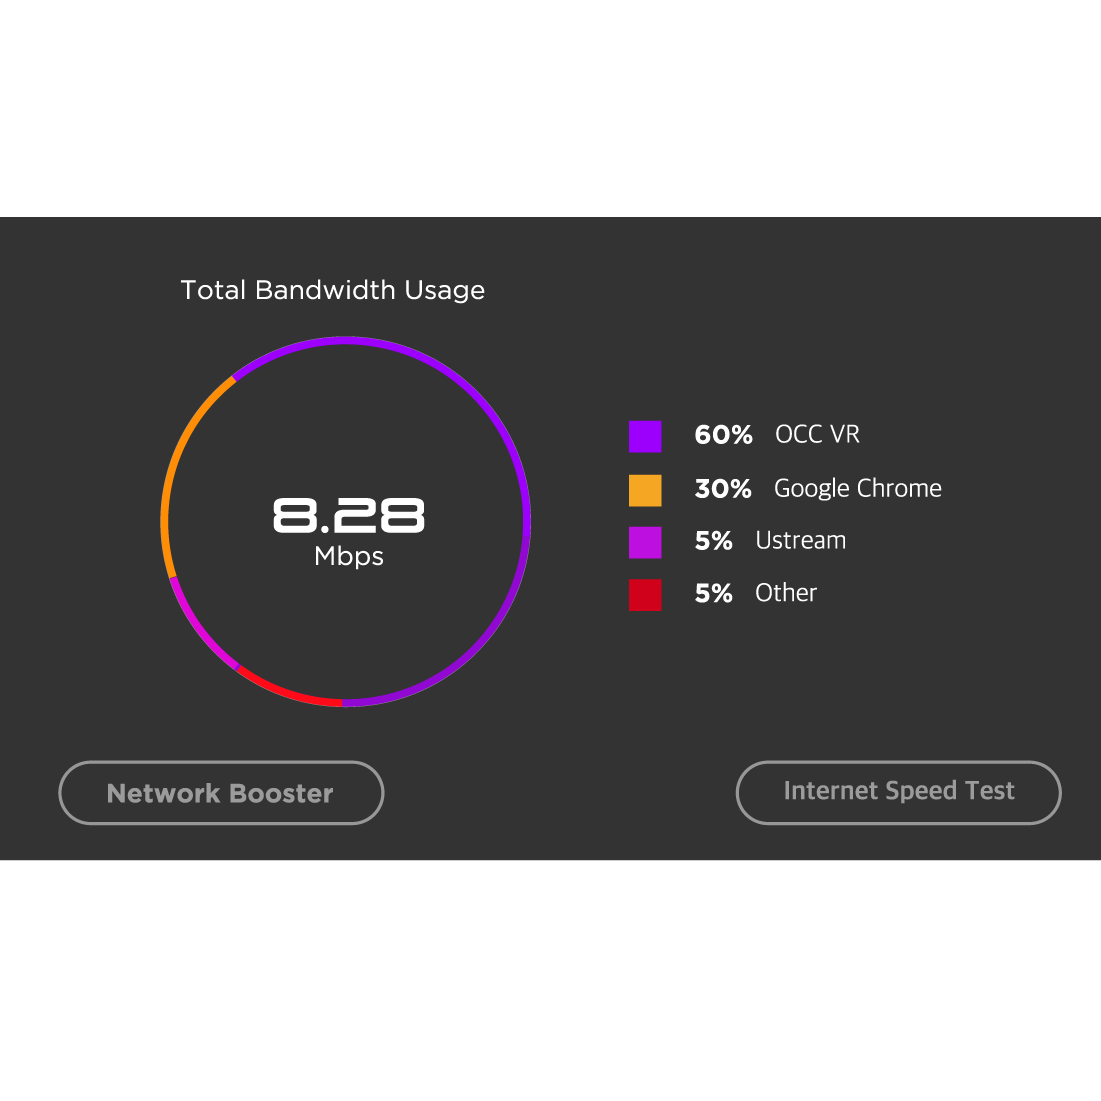 Total Bandwidth Usage
8.28
Mbps
60% OCC VR
30% Google Chrome
5% Ustream
5% Other
Network Booster
Internet Speed Test